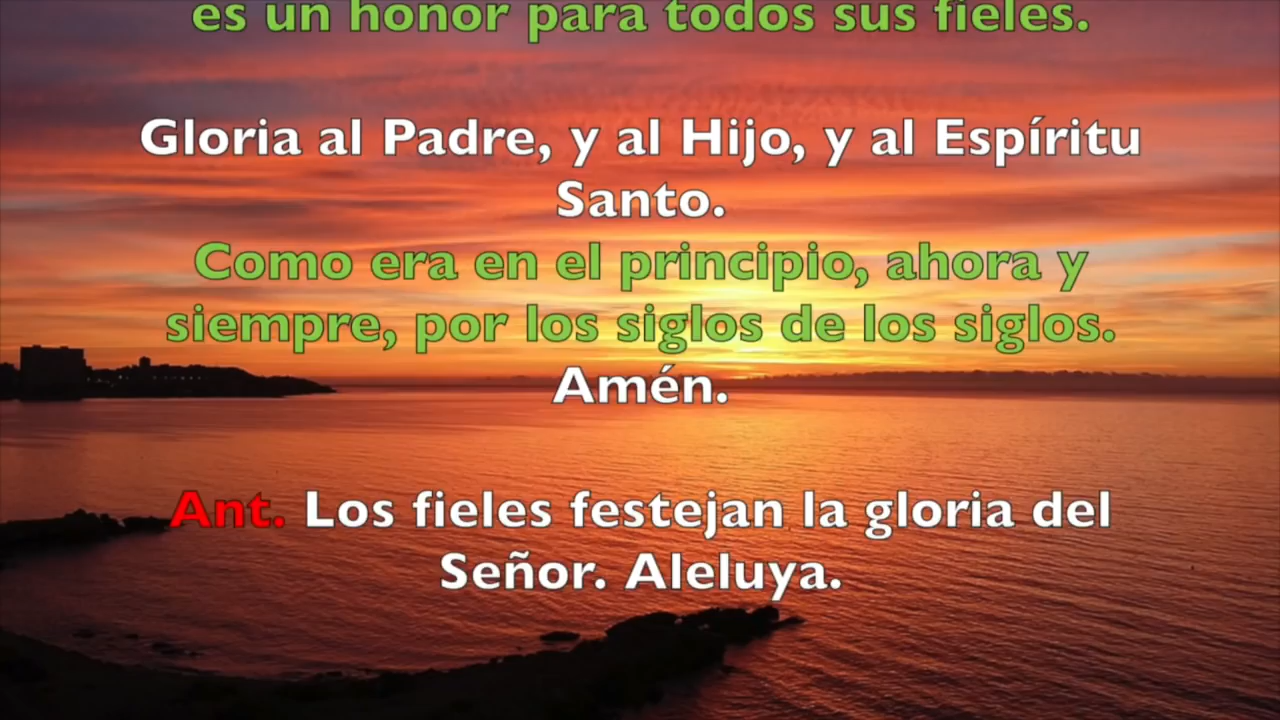 es un honor para todos sus fieles.
Gloria al Padre, y al Hijo, y al Espíritu
Santo.
Como era en el principio, ahora y
siempre, por los siglos de los siglos.
Amén.
Ant. Los fieles festejan la gloria del
Señor. Aleluya.